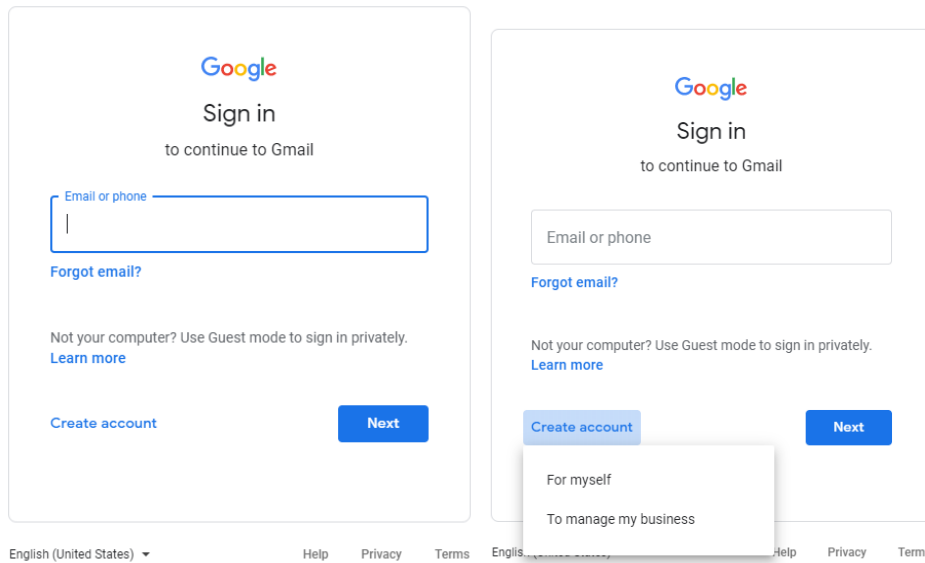 Google
Sign in
to continue to Gmail
Email or phone
Forgot email?
Not your computer? Use Guest mode to sign in privately.
Learn more
Create account
Next
English (United States)
Help
Privacy
Terms
Google
Sign in
to continue to Gmail
Email or phone
Forgot email?
Not your computer? Use Guest mode to sign in privately.
Learn more
Create account
Next
For myself
To manage my business
Help
Privacy